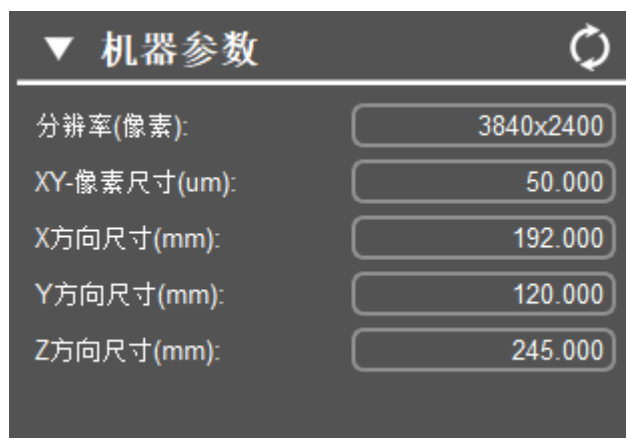 机器参数
分辨率(像素): 3840x2400
XY-像素尺寸(um): 50.000
X方向尺寸(mm): 192.000
Y方向尺寸(mm): 120.000
Z方向尺寸(mm): 245.000